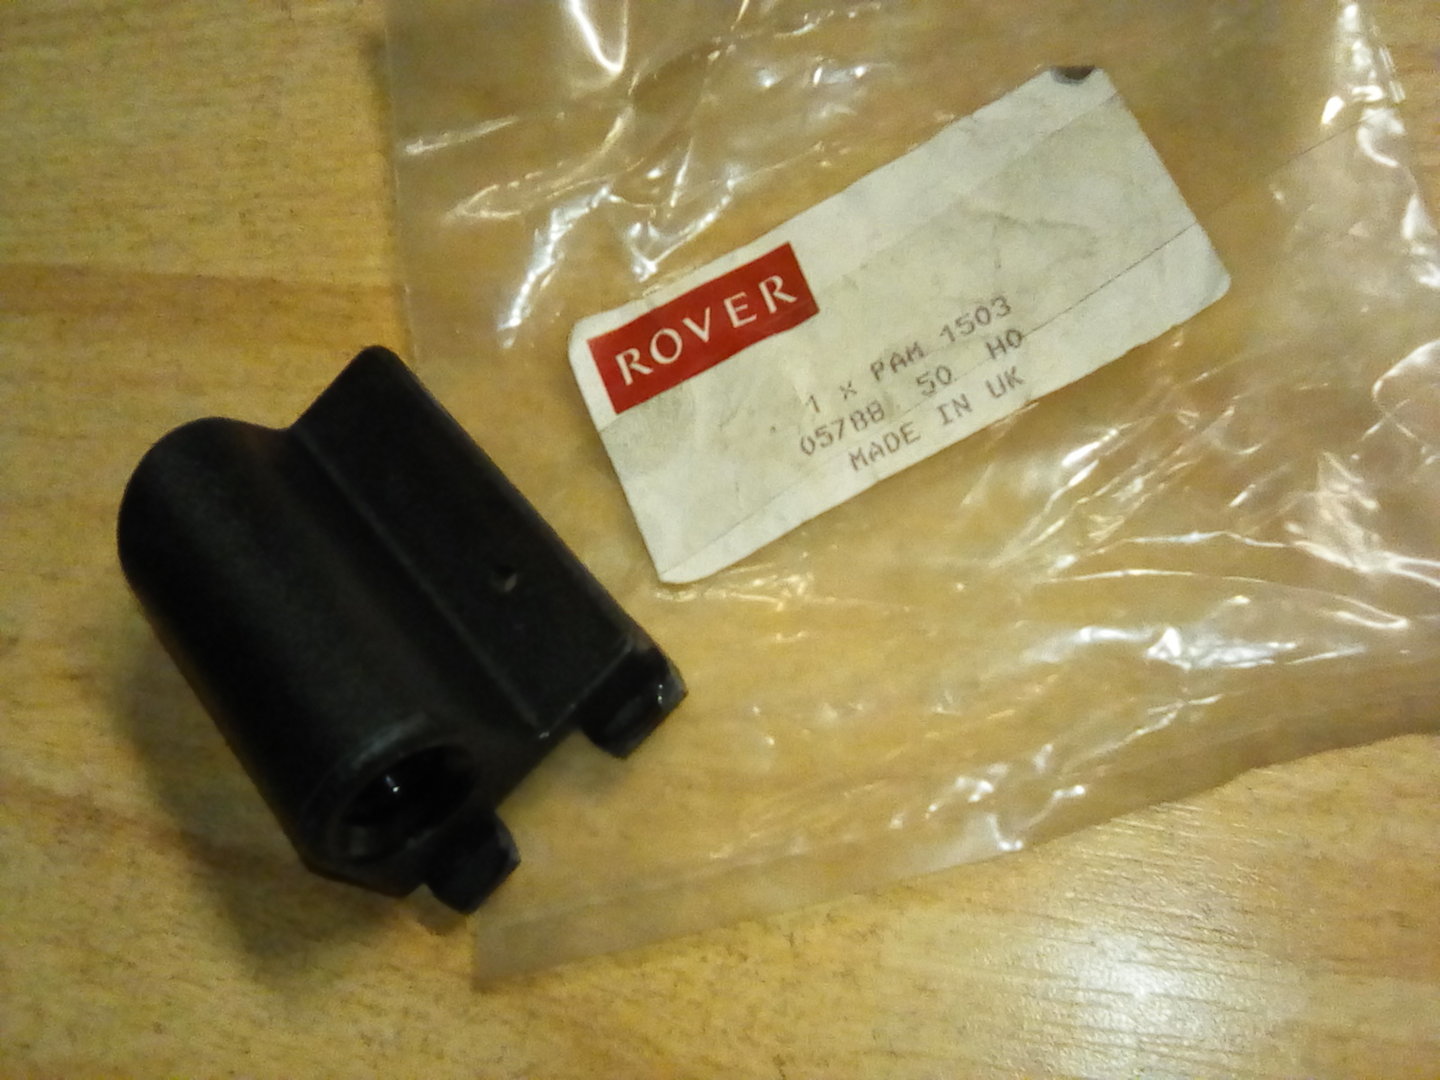 ROVER
1 X PAM 1503
05788 50 HO
MADE IN UK